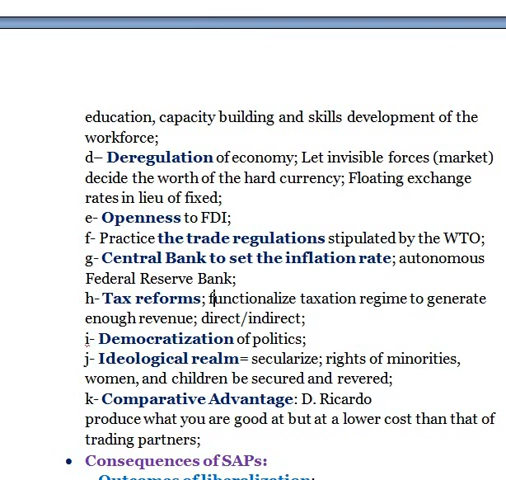 education, capacity building and skills development of the
workforce;
d– Deregulation of economy; Let invisible forces (market)
decide the worth of the hard currency; Floating exchange
rates in lieu of fixed;
e- Openness to FDI;
f- Practice the trade regulations stipulated by the WTO;
g- Central Bank to set the inflation rate; autonomous
Federal Reserve Bank;
h- Tax reforms; functionalize taxation regime to generate
enough revenue; direct/indirect;
i- Democratization of politics;
j- Ideological realm= secularize; rights of minorities,
women, and children be secured and revered;
k- Comparative Advantage: D. Ricardo
produce what you are good at but at a lower cost than that of
trading partners;
• Consequences of SAPs:
Outcomes of liberalization: